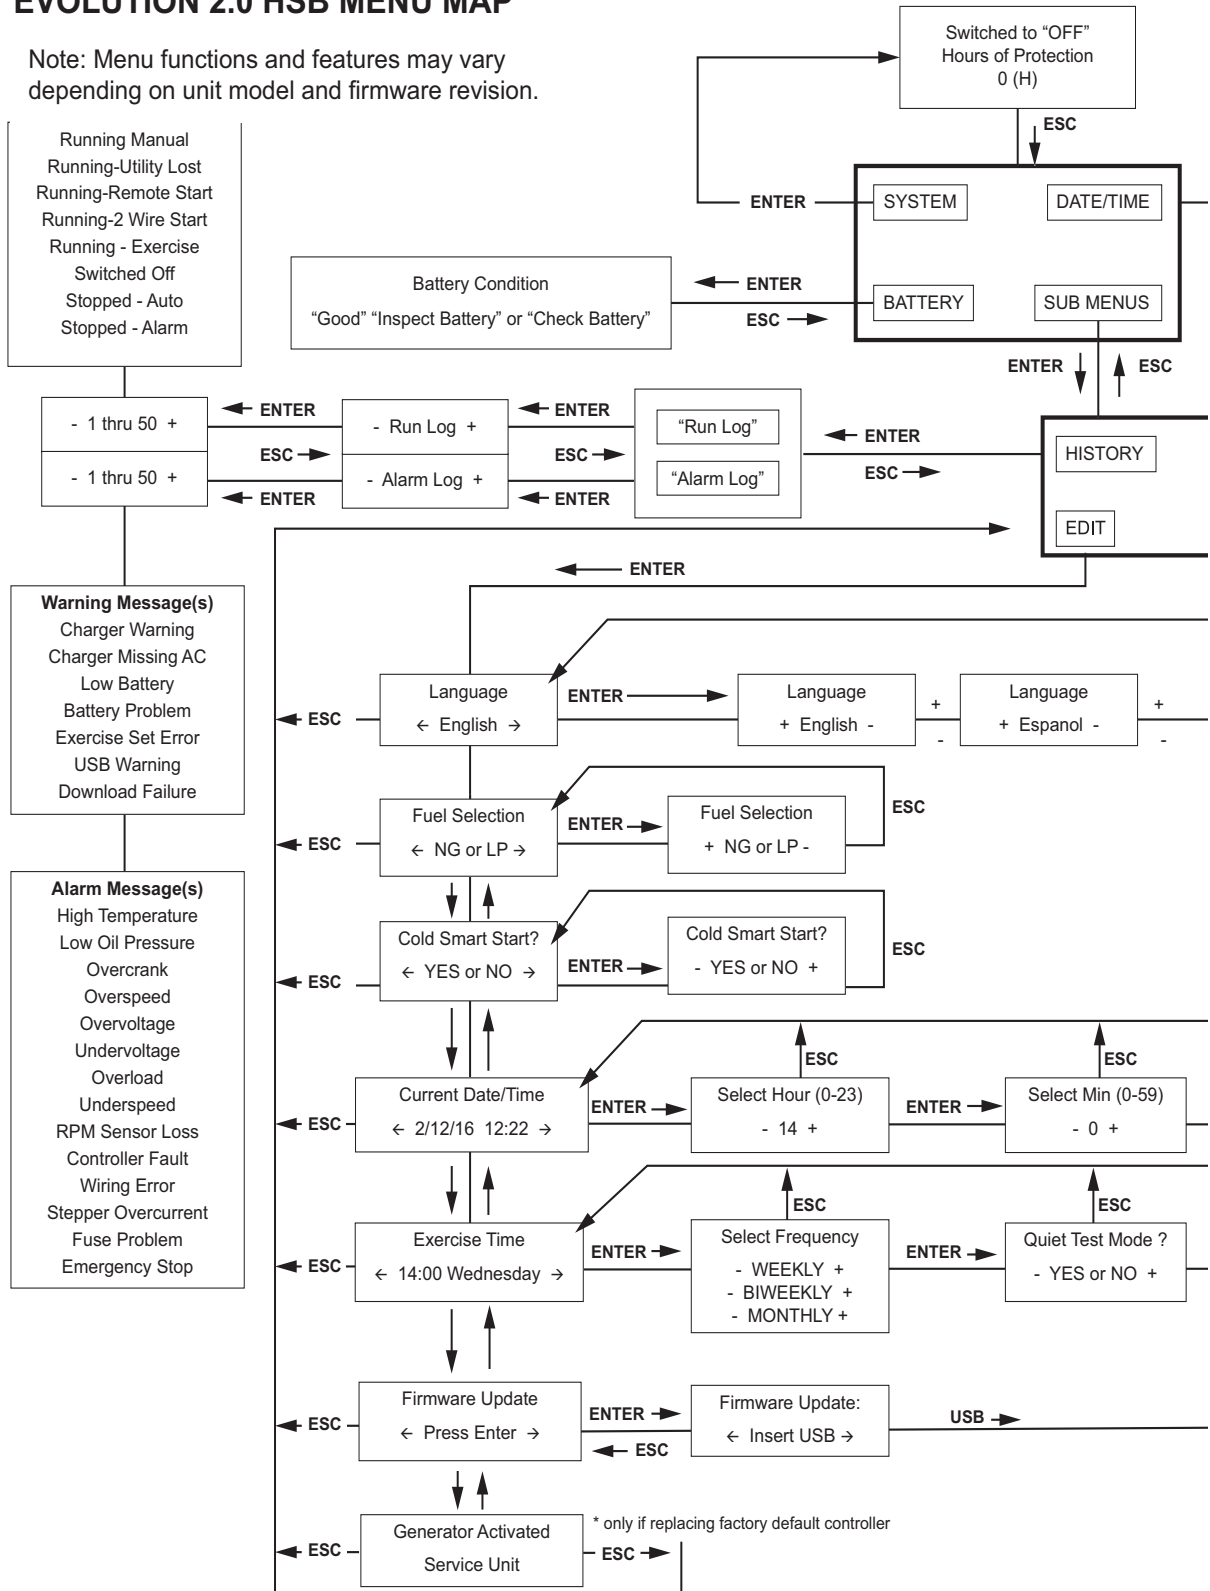 EVOLUTION 2.0 HSB MENU MAP
Note: Menu functions and features may vary
depending on unit model and firmware revision.
Switched to “OFF”
Hours of Protection
0 (H)
ESC
Running Manual
Running-Utility Lost
Running-Remote Start
Running-2 Wire Start
Running - Exercise
Switched Off
Stopped - Auto
Stopped - Alarm
ENTER
SYSTEM
DATE/TIME
Battery Condition
“Good” “Inspect Battery” or “Check Battery”
← ENTER
ESC →
BATTERY
SUB MENUS
ENTER ↓ ↑ ESC
- 1 thru 50 +
- 1 thru 50 +
← ENTER
ESC →
← ENTER
- Run Log +
- Alarm Log +
← ENTER
ESC →
← ENTER
“Run Log”
“Alarm Log”
← ENTER
ESC →
HISTORY
EDIT
← ENTER
Warning Message(s)
Charger Warning
Charger Missing AC
Low Battery
Battery Problem
Exercise Set Error
USB Warning
Download Failure
Alarm Message(s)
High Temperature
Low Oil Pressure
Overcrank
Overspeed
Overvoltage
Undervoltage
Overload
Underspeed
RPM Sensor Loss
Controller Fault
Wiring Error
Stepper Overcurrent
Fuse Problem
Emergency Stop
ESC
Language
← English →
ENTER
Language
+ English -
+
-
Language
+ Espanol -
+
-
ESC
Fuel Selection
← NG or LP →
ENTER
Fuel Selection
+ NG or LP -
ESC
ESC
Cold Smart Start?
← YES or NO →
ENTER
Cold Smart Start?
- YES or NO +
ESC
ESC
Current Date/Time
← 2/12/16 12:22 →
ENTER
ESC
Select Hour (0-23)
- 14 +
ENTER
ESC
Select Min (0-59)
- 0 +
ESC
Exercise Time
← 14:00 Wednesday →
ENTER
ESC
Select Frequency
- WEEKLY +
- BIWEEKLY +
- MONTHLY +
ENTER
ESC
Quiet Test Mode ?
- YES or NO +
ESC
Firmware Update
← Press Enter →
ENTER
ESC
Firmware Update:
← Insert USB →
USB
ESC
Generator Activated
Service Unit
ESC
* only if replacing factory default controller